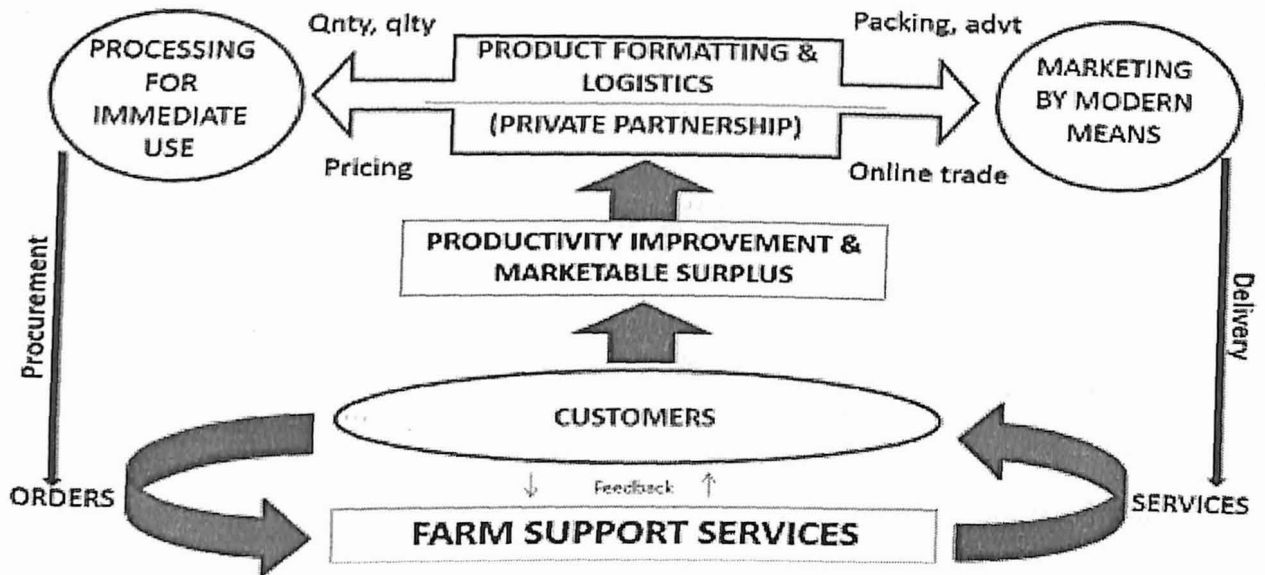 Qnty, qlty
Packing, advt
PROCESSING
FOR
IMMEDIATE
USE
PRODUCT FORMATTING &
LOGISTICS
(PRIVATE PARTNERSHIP)
MARKETING
BY MODERN
MEANS
Pricing
Online trade
PRODUCTIVITY IMPROVEMENT &
MARKETABLE SURPLUS
Procurement
Delivery
CUSTOMERS
Feedback
ORDERS
SERVICES
FARM SUPPORT SERVICES